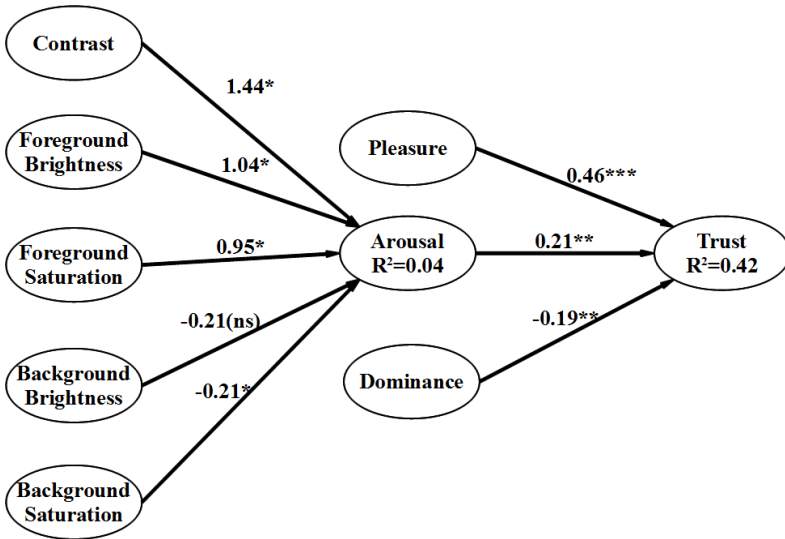 Contrast
1.44*
Foreground
Brightness
1.04*
Pleasure
0.46***
Foreground
Saturation
0.95*
Arousal
R²=0.04
0.21**
Trust
R²=0.42
-0.21(ns)
-0.19**
Background
Brightness
-0.21*
Dominance
Background
Saturation